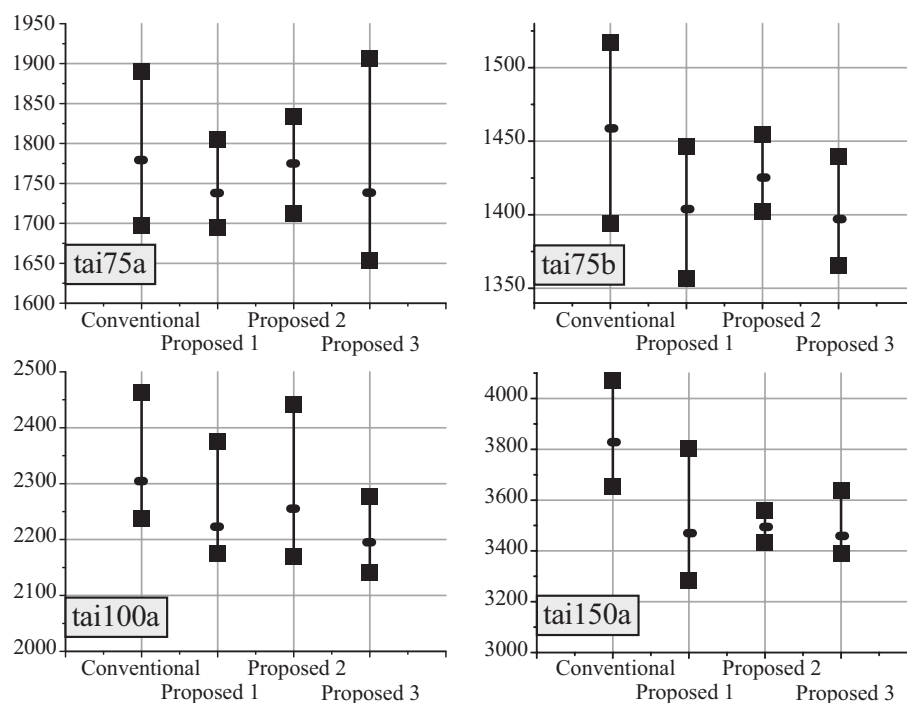 1950
1900
1850
1800
1750
1700
1650
1600
tai75a
Conventional
Proposed 2
Proposed 1
Proposed 3
1500
1450
1400
1350
tai75b
Conventional
Proposed 2
Proposed 1
Proposed 3
2500
2400
2300
2200
2100
2000
tai100a
Conventional
Proposed 2
Proposed 1
Proposed 3
4000
3800
3600
3400
3200
3000
tai150a
Conventional
Proposed 2
Proposed 1
Proposed 3